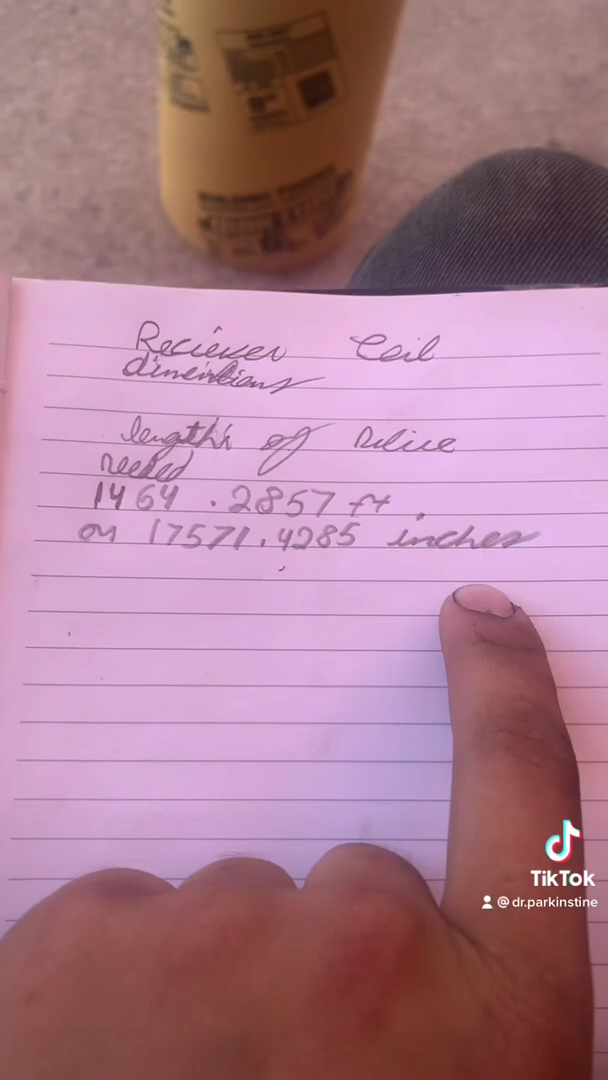 Reciever Coil
dimentions
length's of Wire
needed
1464 .2857 ft
or 17571.4285 inches
TikTok
@dr.parkinstine